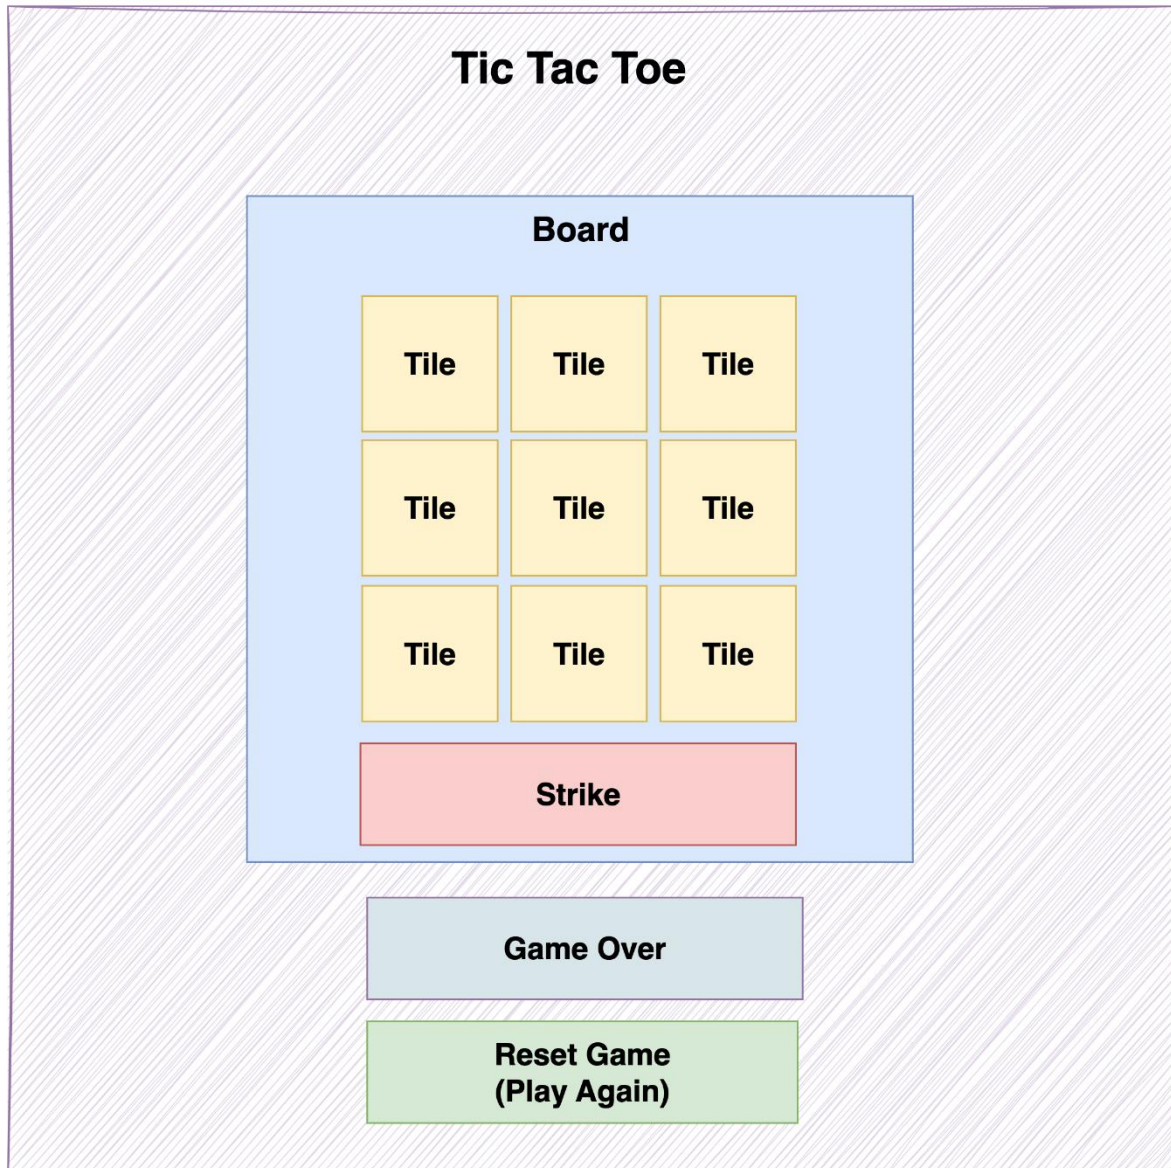 Tic Tac Toe
Board
Tile Tile Tile
Tile Tile Tile
Tile Tile Tile
Strike
Game Over
Reset Game
(Play Again)